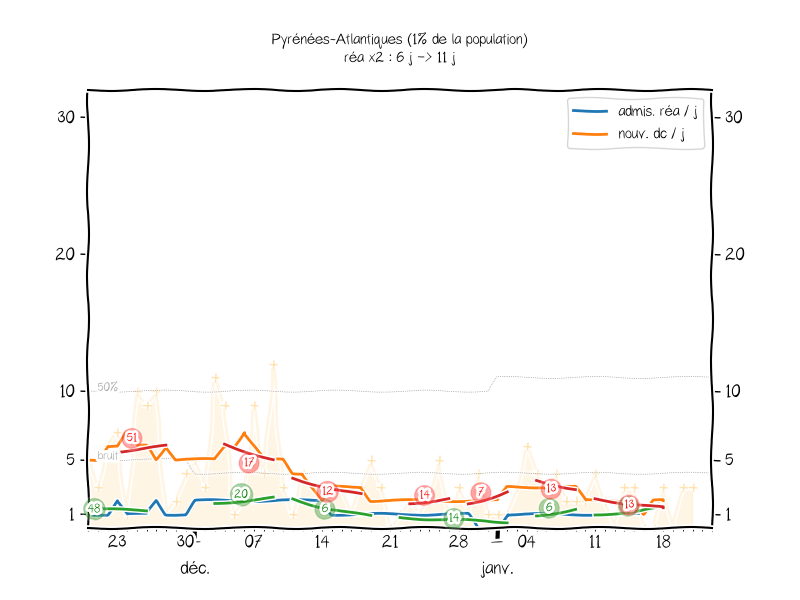 Pyrénées-Atlantiques (1% de la population)
réa x2 : 6 j -> 11 j
admis. réa / j
nouv. dc / j
30 30
20 20
10 50% 10
5 bruit 5
1 1
51
17
12
14
7
13
13
48
20
6
14
6
23 30 07 14 21 28 04 11 18
déc. janv.